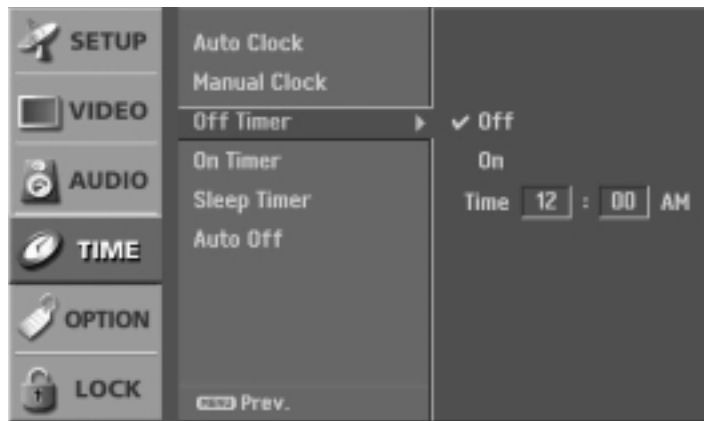 SETUP
VIDEO
AUDIO
TIME
OPTION
LOCK
Auto Clock
Manual Clock
Off Timer
On Timer
Sleep Timer
Auto Off
MENU Prev.
Off
On
Time 12 : 00 AM